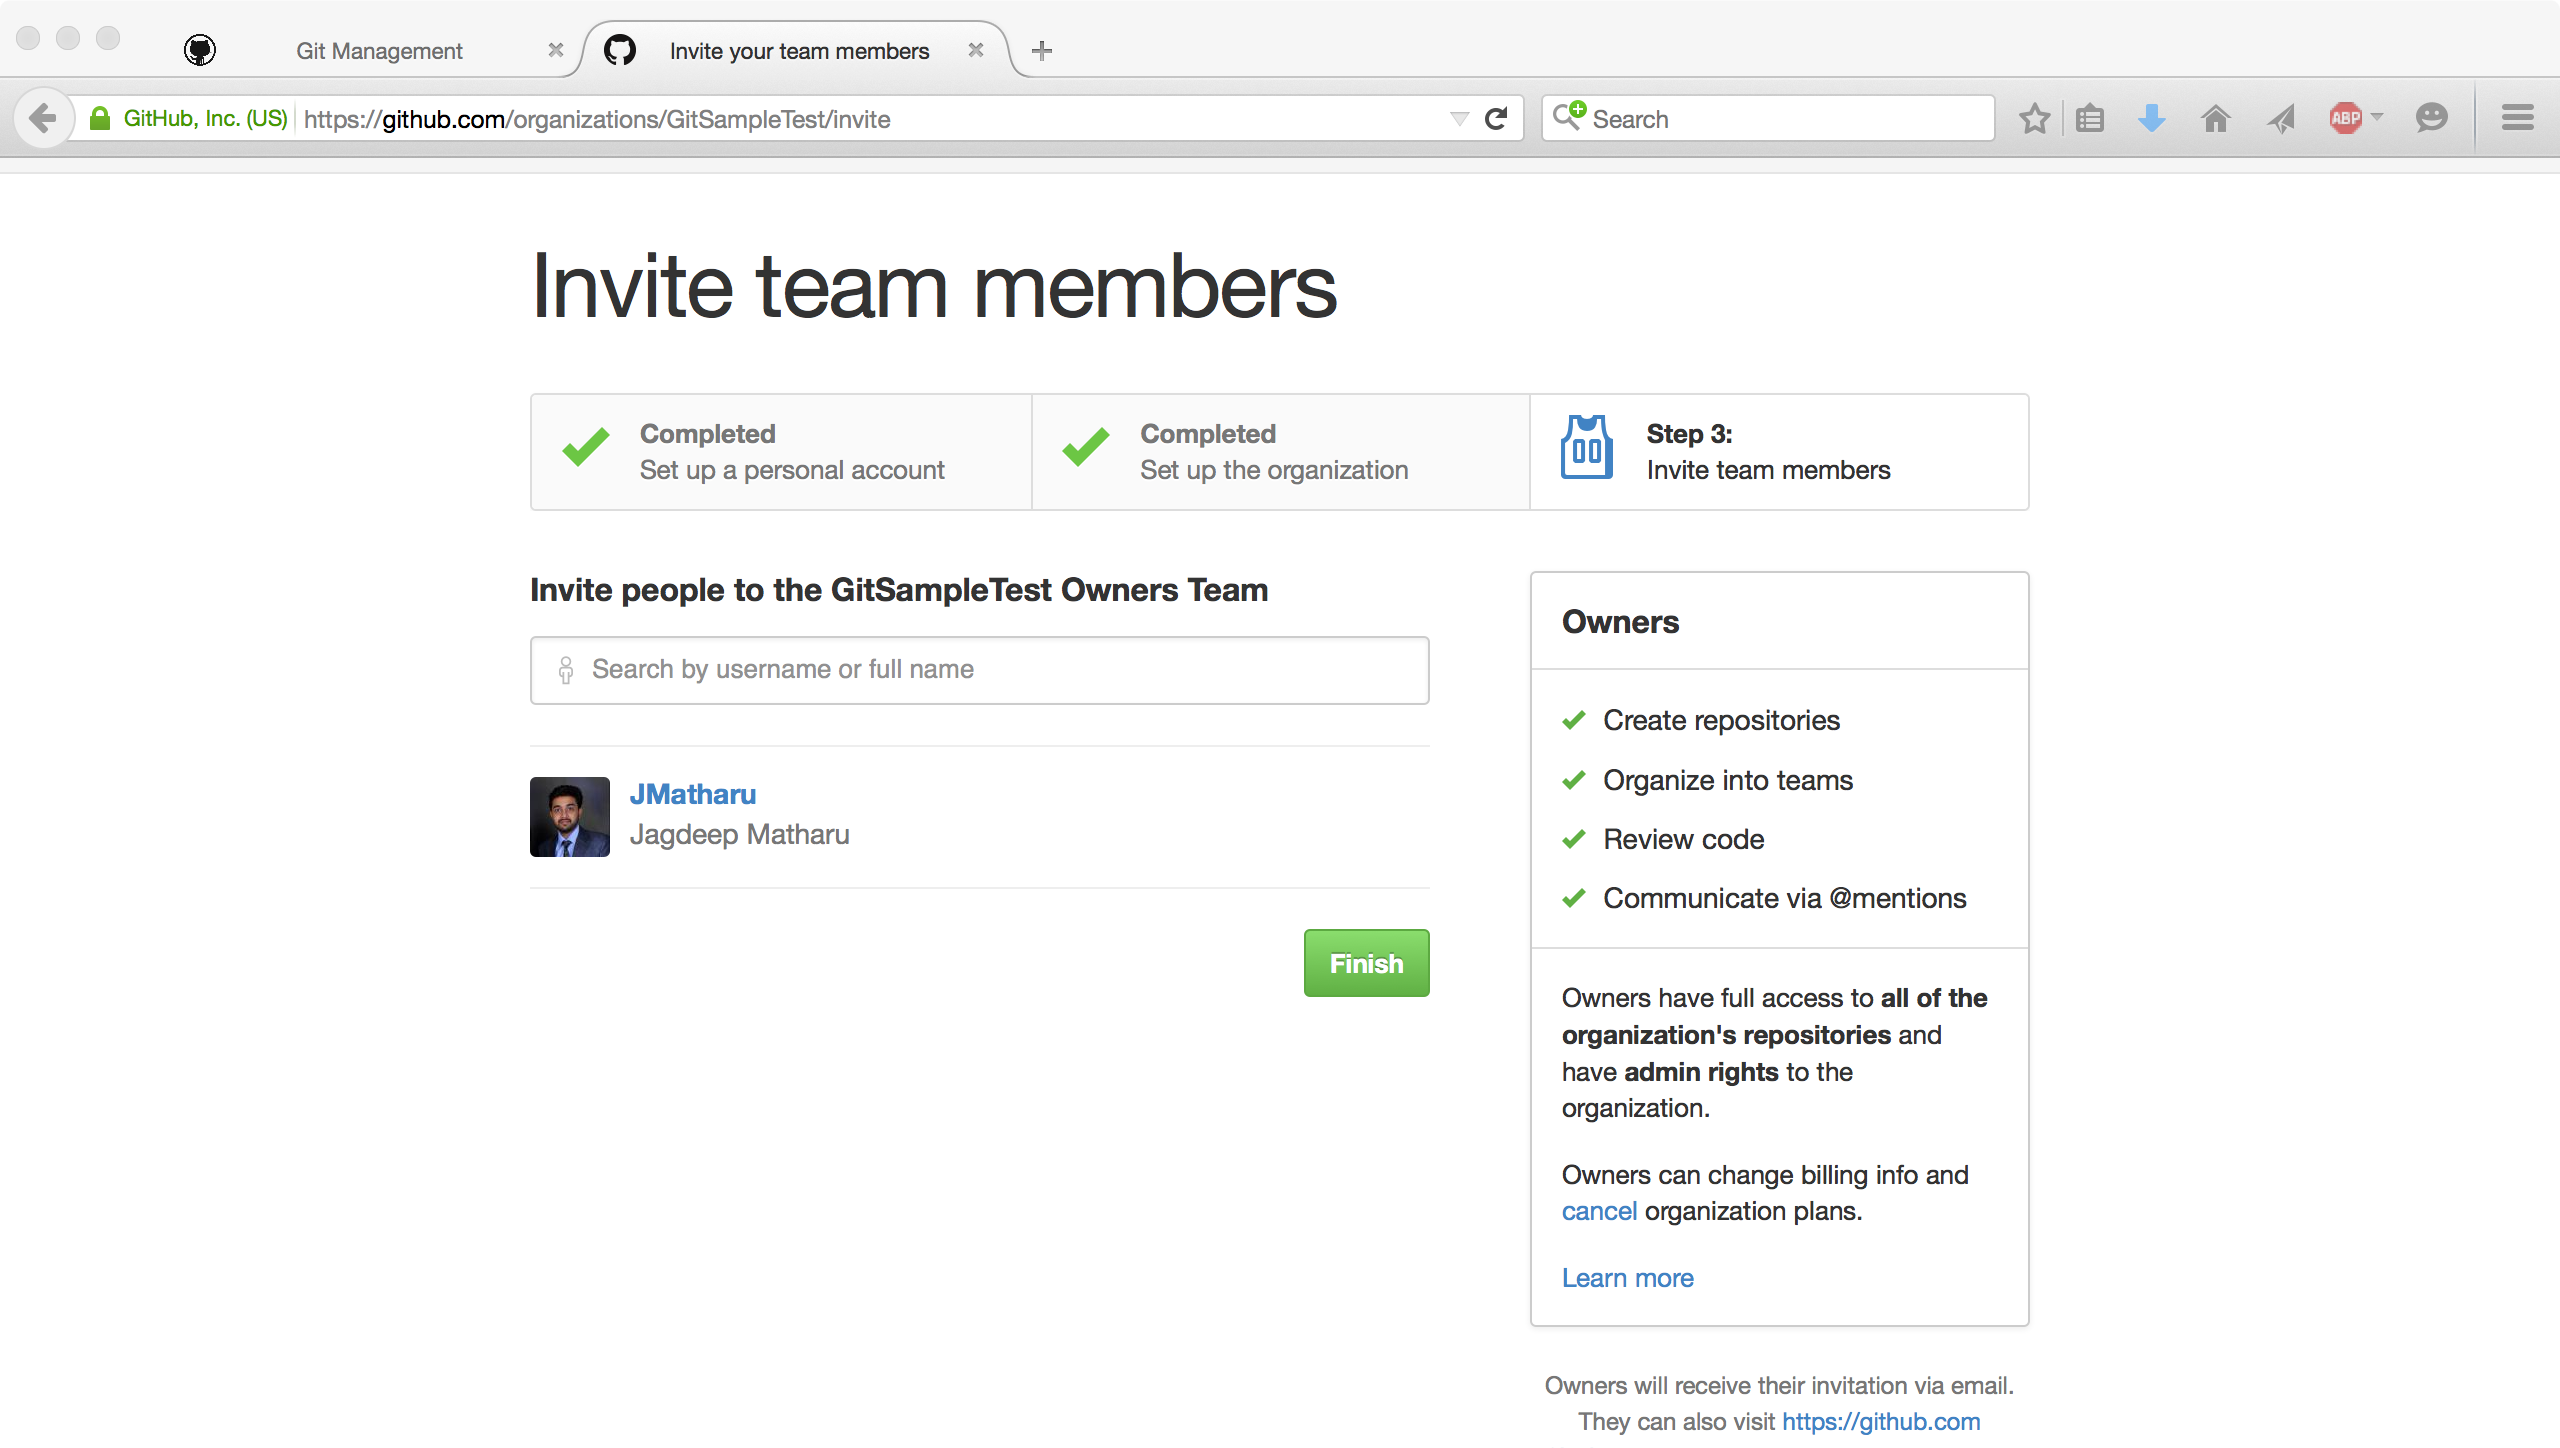 Git Management
Invite your team members
GitHub, Inc. (US)
https://github.com/organizations/GitSampleTest/invite
Search
ABP
Invite team members
Completed
Set up a personal account
Completed
Set up the organization
00
Step 3:
Invite team members
Invite people to the GitSampleTest Owners Team
Search by username or full name
JMatharu
Jagdeep Matharu
Finish
Owners
Create repositories
Organize into teams
Review code
Communicate via @mentions
Owners have full access to all of the
organization's repositories and
have admin rights to the
organization.
Owners can change billing info and
cancel organization plans.
Learn more
Owners will receive their invitation via email.
They can also visit https://github.com